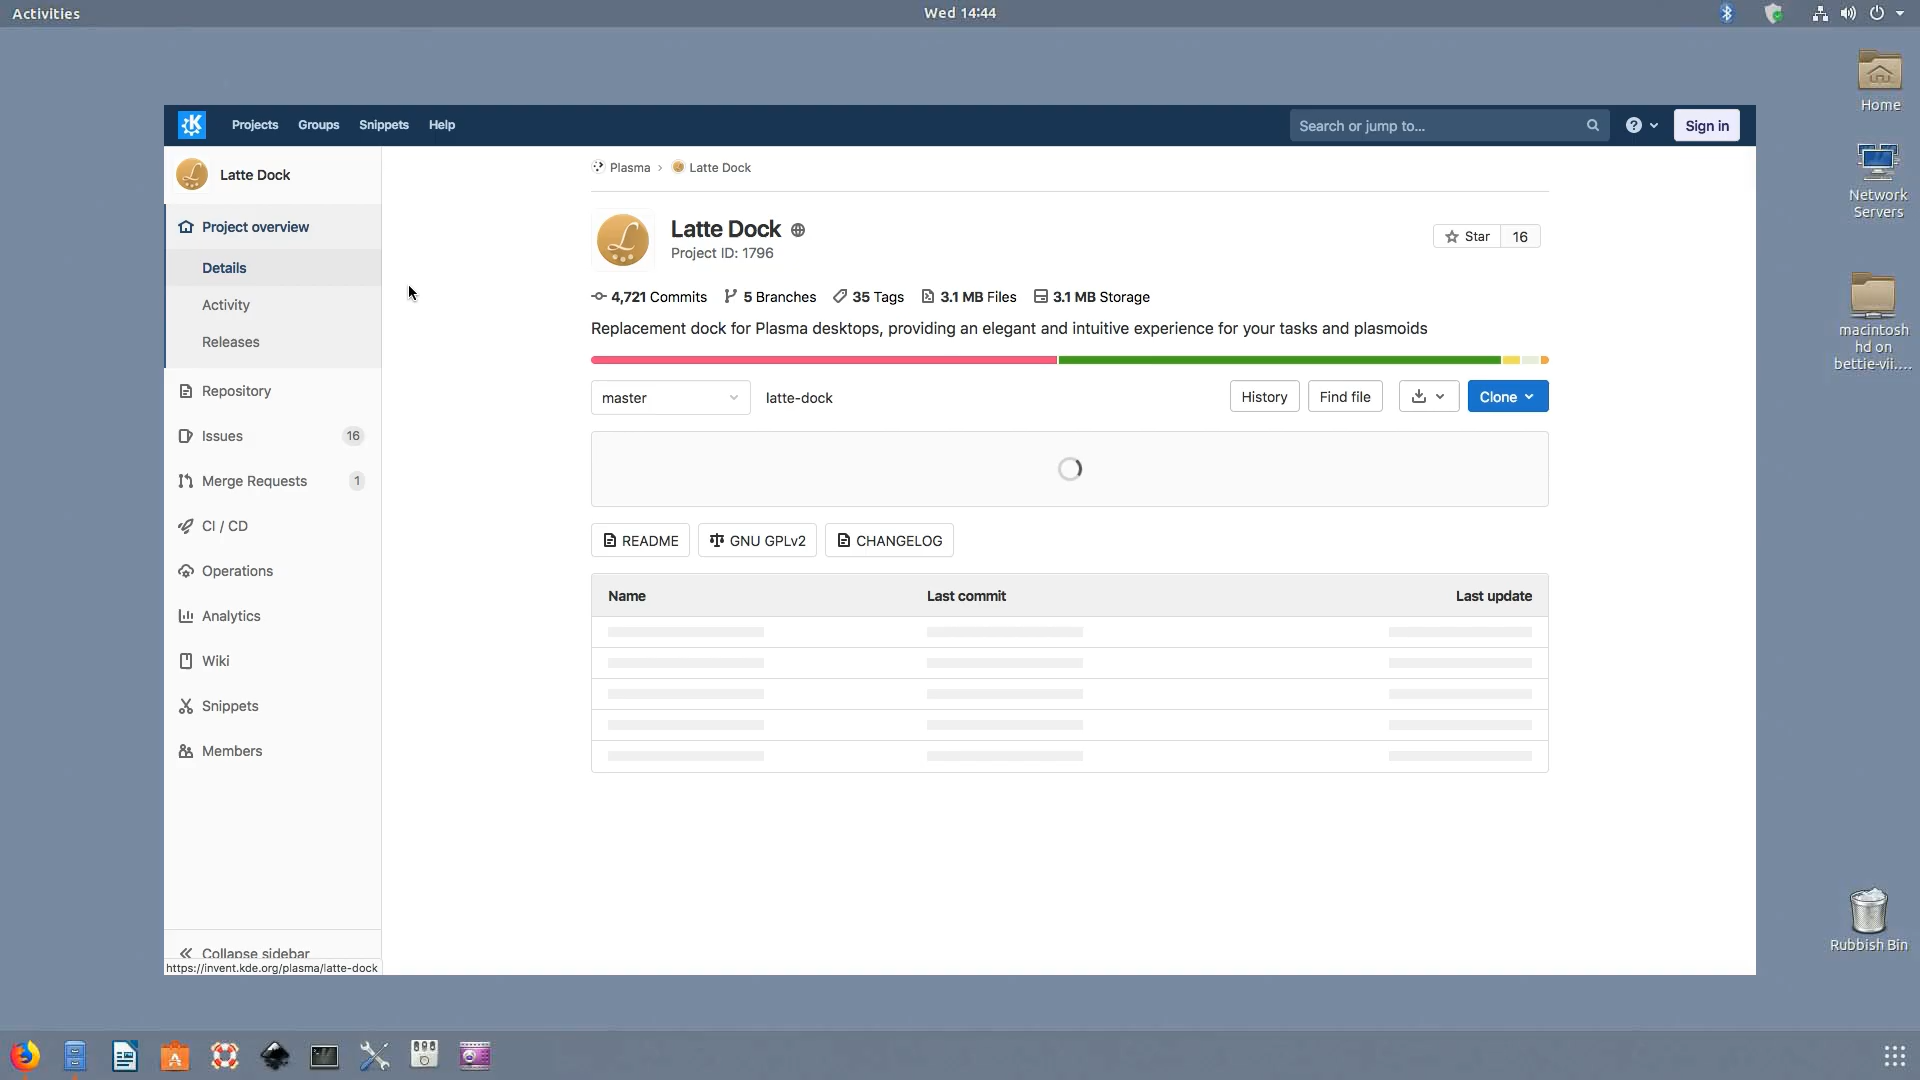 Activities
Wed 14:44
Home
Network
Servers
macintosh
hd on
bettie-vii....
Rubbish Bin
Projects Groups Snippets Help
Search or jump to...
Sign in
Latte Dock
Project overview
Details
Activity
Releases
Repository
Issues 16
Merge Requests 1
CI / CD
Operations
Analytics
Wiki
Snippets
Members
Collapse sidebar
https://invent.kde.org/plasma/latte-dock
Plasma › Latte Dock
Latte Dock
Project ID: 1796
Star 16
4,721 Commits 5 Branches 35 Tags 3.1 MB Files 3.1 MB Storage
Replacement dock for Plasma desktops, providing an elegant and intuitive experience for your tasks and plasmoids
master latte-dock History Find file Clone
README GNU GPLv2 CHANGELOG
Name Last commit Last update